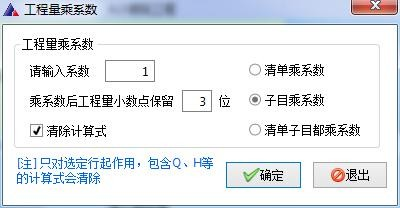 工程量乘系数
工程量乘系数
请输入系数 1
清单乘系数
乘系数后工程量小数点保留 3 位
子目乘系数
清除计算式
清单子目都乘系数
[注] 只对选定行起作用，包含Q、H等
的计算式会清除
确定
退出